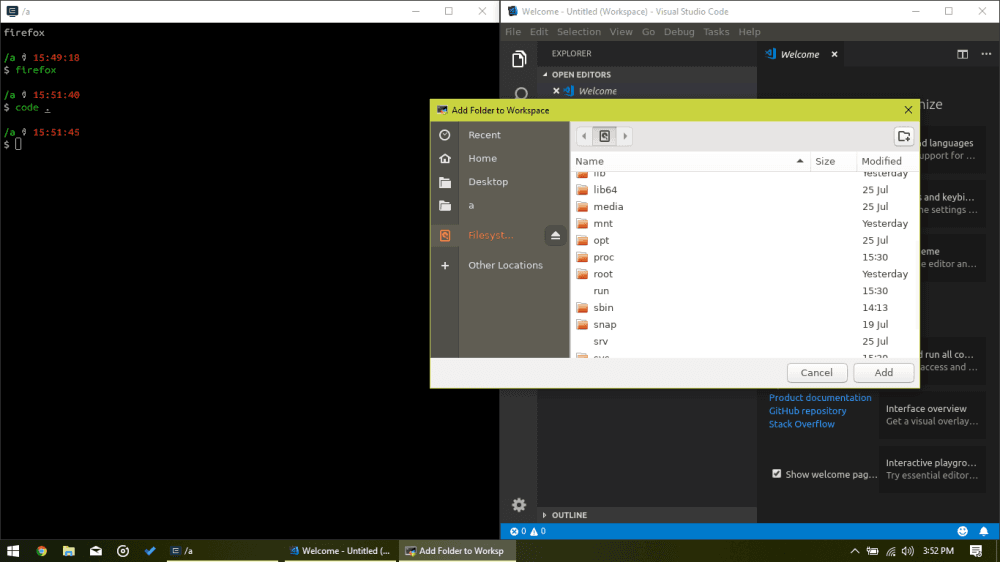 /a
firefox
/a 15:49:18
$ firefox
/a 15:51:40
$ code .
/a 15:51:45
$
Welcome - Untitled (Workspace) - Visual Studio Code
File Edit Selection View Go Debug Tasks Help
EXPLORER
OPEN EDITORS
Welcome
Welcome
Add Folder to Workspace
Recent
Home
Desktop
a
Filesyst...
Other Locations
Name Size Modified
lib Yesterday
lib64 25 Jul
media 25 Jul
mnt Yesterday
opt 25 Jul
proc 15:30
root Yesterday
run 15:30
sbin 14:13
snap 19 Jul
srv 25 Jul
sys 15:30
Cancel Add
nize
d languages
upport for ...
s and keybi...
he settings ...
eme
e editor an...
d run all co...
access and ...
Product documentation
GitHub repository
Stack Overflow
Interface overview
Get a visual overlay...
Interactive playgro...
Try essential editor...
Show welcome pag...
OUTLINE
0 0
/a
Welcome - Untitled (...
Add Folder to Worksp
3:52 PM